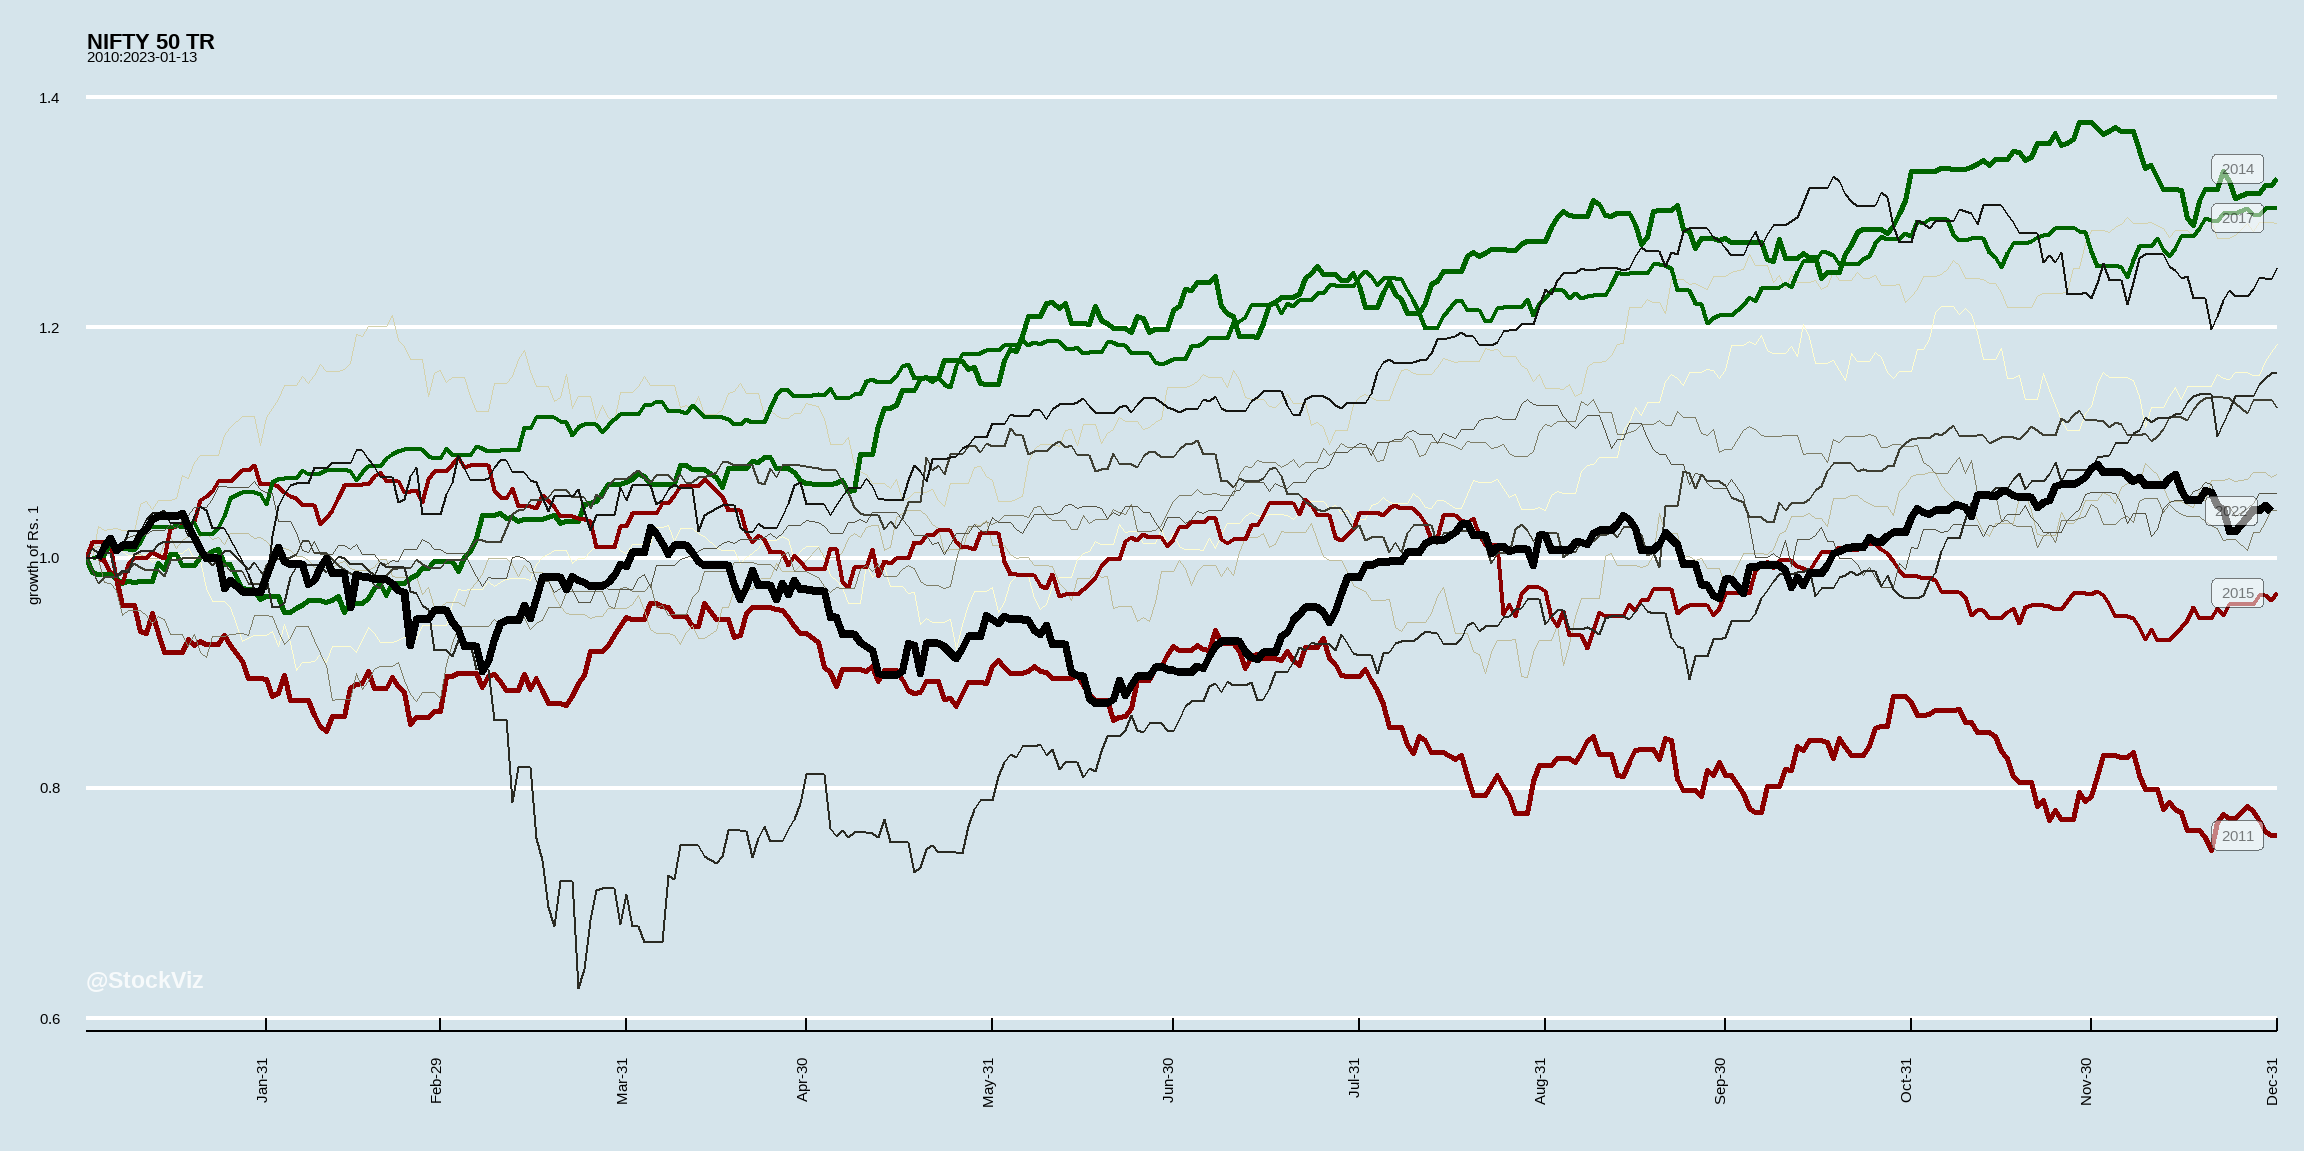 NIFTY 50 TR
2010:2023-01-13
growth of Rs. 1
1.4
1.2
1.0
0.8
0.6
2014
2017
2022
2015
2011
@StockViz
Jan-31
Feb-29
Mar-31
Apr-30
May-31
Jun-30
Jul-31
Aug-31
Sep-30
Oct-31
Nov-30
Dec-31